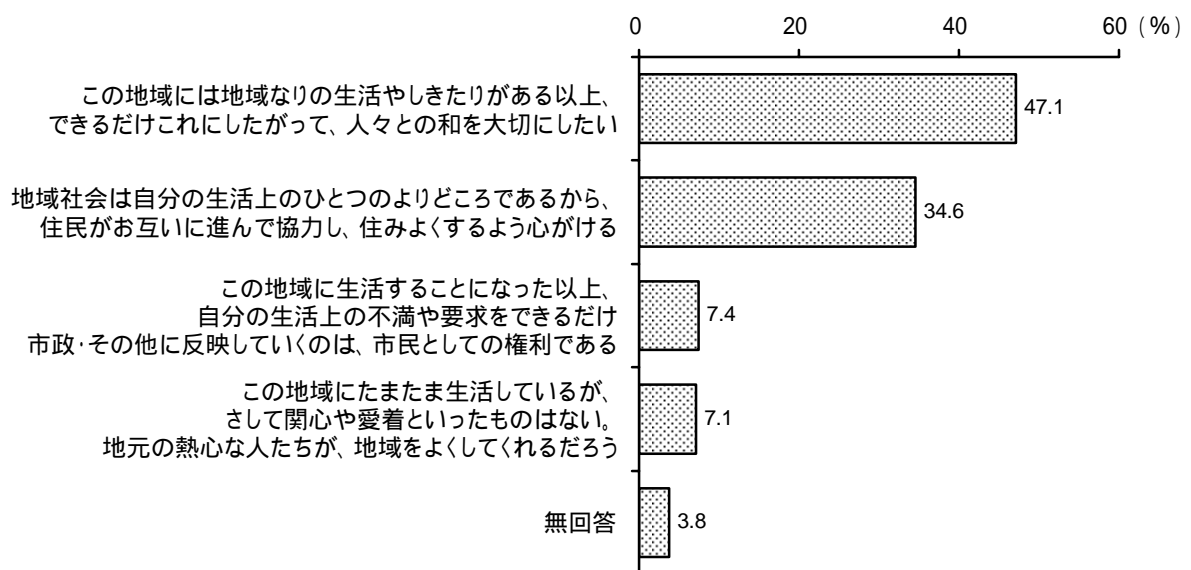 0 20 40 60 (%)
この地域には地域なりの生活やしきたりがある以上、
できるだけこれにしたがって、人々との和を大切にしたい
47.1
地域社会は自分の生活上のひとつのよりどころであるから、
住民がお互いに進んで協力し、住みよくするよう心がける
34.6
この地域に生活することになった以上、
自分の生活上の不満や要求をできるだけ
市政・その他に反映していくのは、市民としての権利である
7.4
この地域にたまたま生活しているが、
さして関心や愛着といったものはない。
地元の熱心な人たちが、地域をよくしてくれるだろう
7.1
無回答
3.8